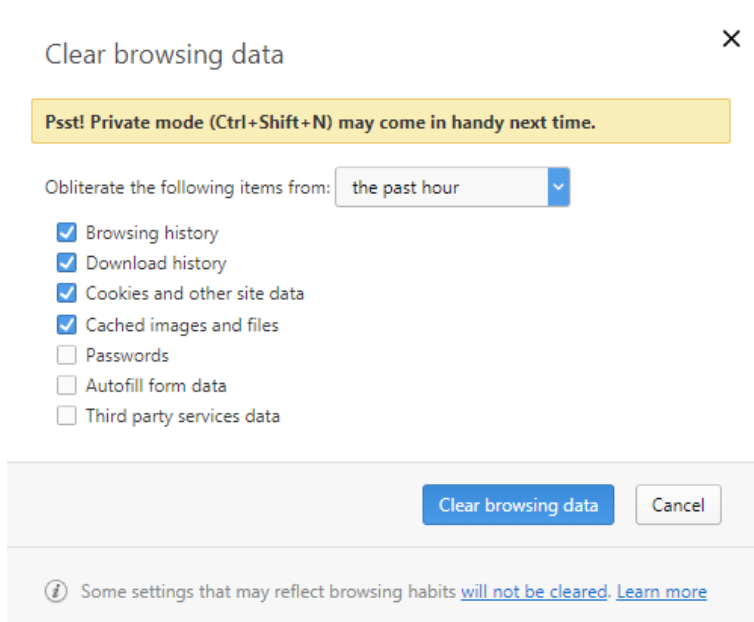 Clear browsing data
Psst! Private mode (Ctrl+Shift+N) may come in handy next time.
Obliterate the following items from: the past hour
Browsing history
Download history
Cookies and other site data
Cached images and files
Passwords
Autofill form data
Third party services data
Clear browsing data Cancel
Some settings that may reflect browsing habits will not be cleared. Learn more